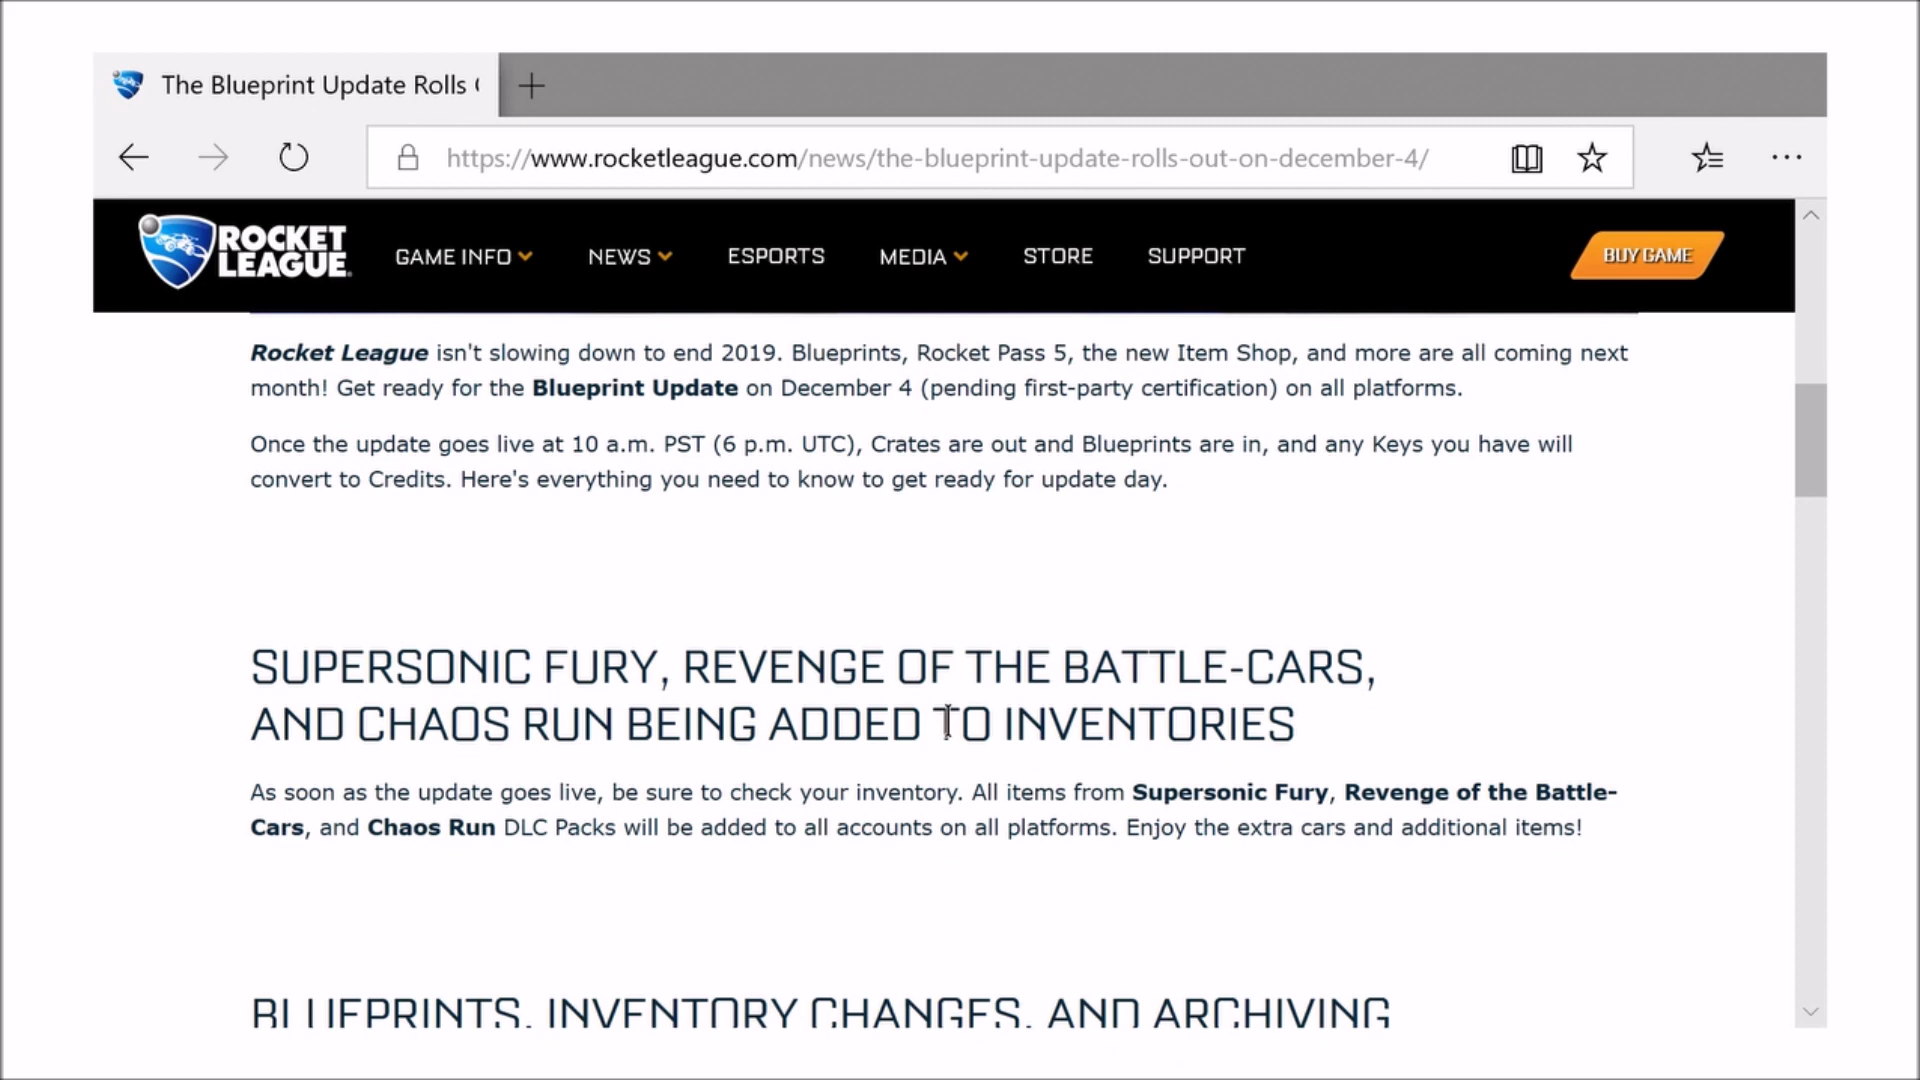 The Blueprint Update Rolls
https://www.rocketleague.com/news/the-blueprint-update-rolls-out-on-december-4/
ROCKET LEAGUE
GAME INFO NEWS ESPORTS MEDIA STORE SUPPORT BUY GAME
Rocket League isn't slowing down to end 2019. Blueprints, Rocket Pass 5, the new Item Shop, and more are all coming next
month! Get ready for the Blueprint Update on December 4 (pending first-party certification) on all platforms.
Once the update goes live at 10 a.m. PST (6 p.m. UTC), Crates are out and Blueprints are in, and any Keys you have will
convert to Credits. Here's everything you need to know to get ready for update day.
SUPERSONIC FURY, REVENGE OF THE BATTLE-CARS,
AND CHAOS RUN BEING ADDED TO INVENTORIES
As soon as the update goes live, be sure to check your inventory. All items from Supersonic Fury, Revenge of the Battle-
Cars, and Chaos Run DLC Packs will be added to all accounts on all platforms. Enjoy the extra cars and additional items!
BLUEPRINTS, INVENTORY CHANGES, AND ARCHIVING